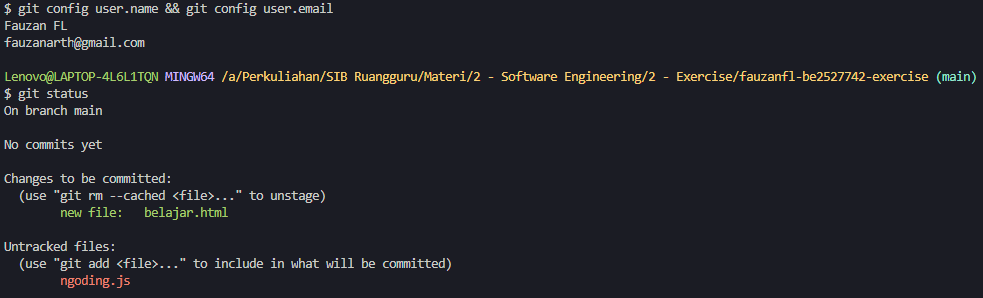 $ git config user.name && git config user.email
Fauzan FL
fauzanarth@gmail.com
Lenovo@LAPTOP-4L6L1TQN MINGW64 /a/Perkuliahan/SIB Ruangguru/Materi/2 - Software Engineering/2 - Exercise/fauzanfl-be2527742-exercise (main)
$ git status
On branch main
No commits yet
Changes to be committed:
(use "git rm --cached <file>..." to unstage)
new file:   belajar.html
Untracked files:
(use "git add <file>..." to include in what will be committed)
ngoding.js